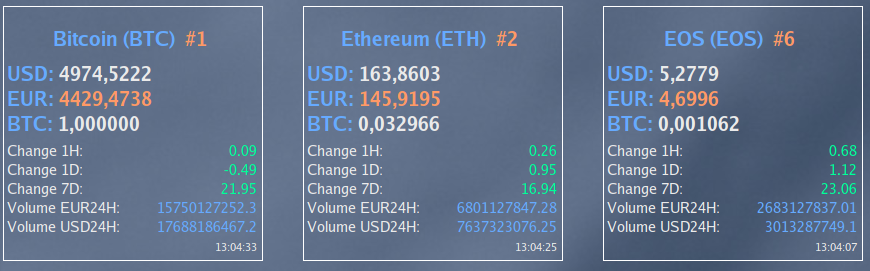 Bitcoin (BTC) #1
USD: 4974,5222
EUR: 4429,4738
BTC: 1,000000
Change 1H: 0.09
Change 1D: -0.49
Change 7D: 21.95
Volume EUR24H: 15750127252.3
Volume USD24H: 17688186467.2
13:04:33
Ethereum (ETH) #2
USD: 163,8603
EUR: 145,9195
BTC: 0,032966
Change 1H: 0.26
Change 1D: 0.95
Change 7D: 16.94
Volume EUR24H: 6801127847.28
Volume USD24H: 7637323076.25
13:04:25
EOS (EOS) #6
USD: 5,2779
EUR: 4,6996
BTC: 0,001062
Change 1H: 0.68
Change 1D: 1.12
Change 7D: 23.06
Volume EUR24H: 2683127837.01
Volume USD24H: 3013287749.1
13:04:07